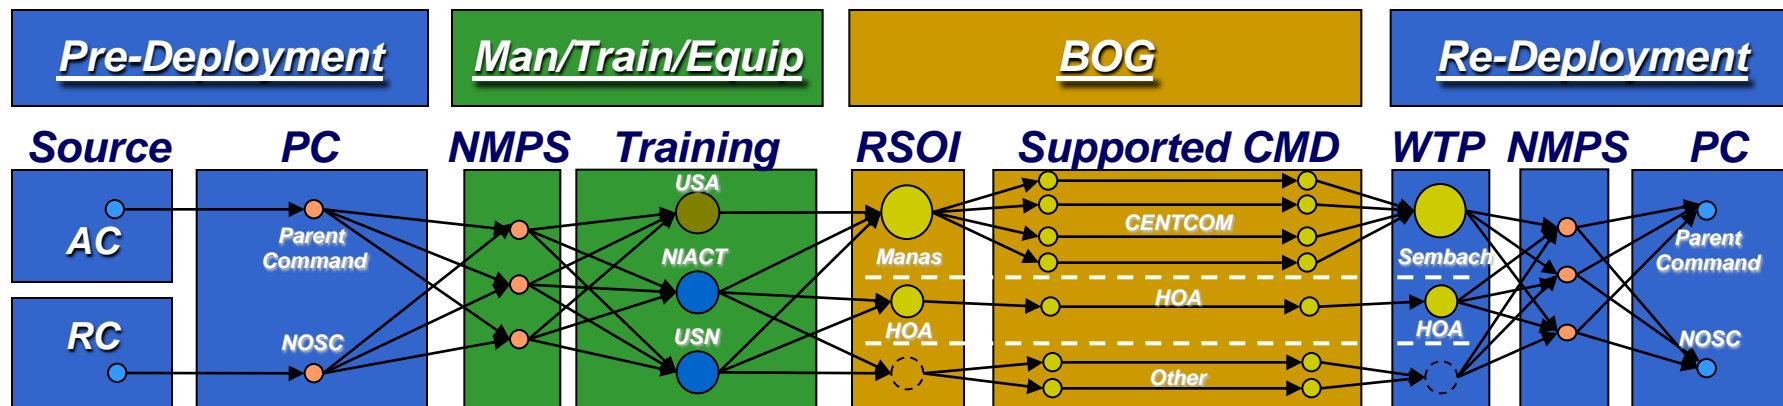 Pre-Deployment
Man/Train/Equip
BOG
Re-Deployment
Source
PC
NMPS
Training
RSOI
Supported CMD
WTP
NMPS
PC
AC
RC
Parent
Command
NOSC
USA
NIACT
USN
Manas
HOA
CENTCOM
HOA
Other
Sembach
HOA
Parent
Command
NOSC